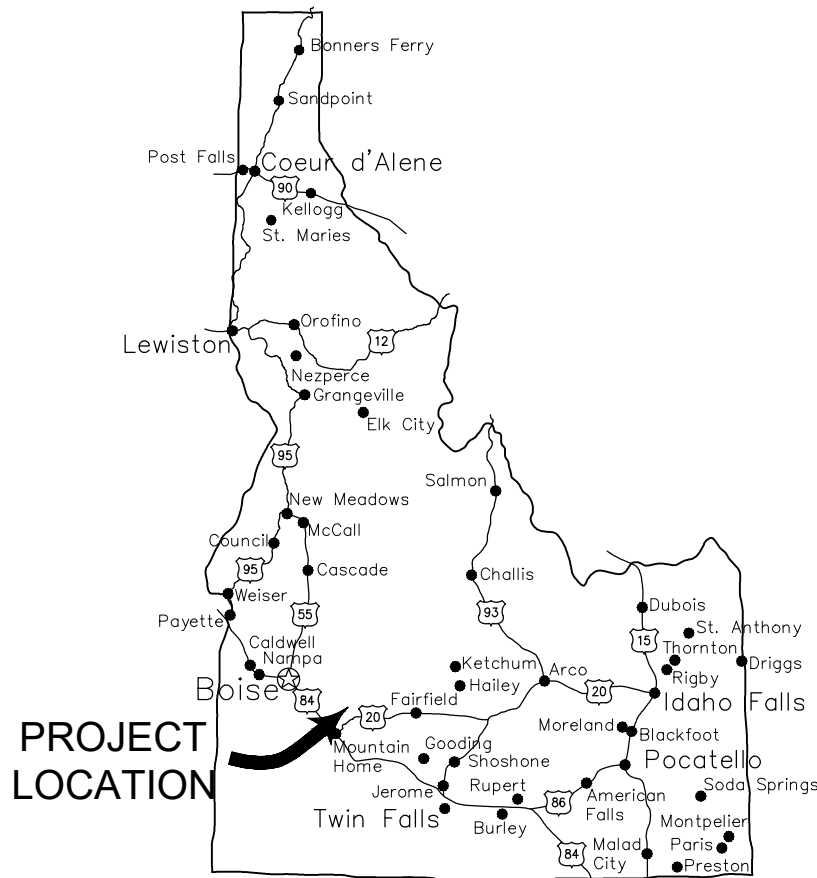 Bonners Ferry
Sandpoint
Post Falls
Coeur d'Alene
90
Kellogg
St. Maries
Orofino
Lewiston
12
Nezperce
Grangeville
Elk City
95
Salmon
New Meadows
McCall
Council
95
Cascade
Challis
Weiser
Dubois
Payette
55
93
St. Anthony
15
Caldwell
Thornton
Nampa
Ketchum
Arco
Driggs
Rigby
Boise
Hailey
20
Idaho Falls
84
Fairfield
20
Moreland
Blackfoot
PROJECT
LOCATION
Mountain
Home
Gooding
Shoshone
Pocatello
Jerome
Rupert
American
Falls
Soda Springs
86
Twin Falls
Burley
Montpelier
84
Malad
City
Paris
Preston